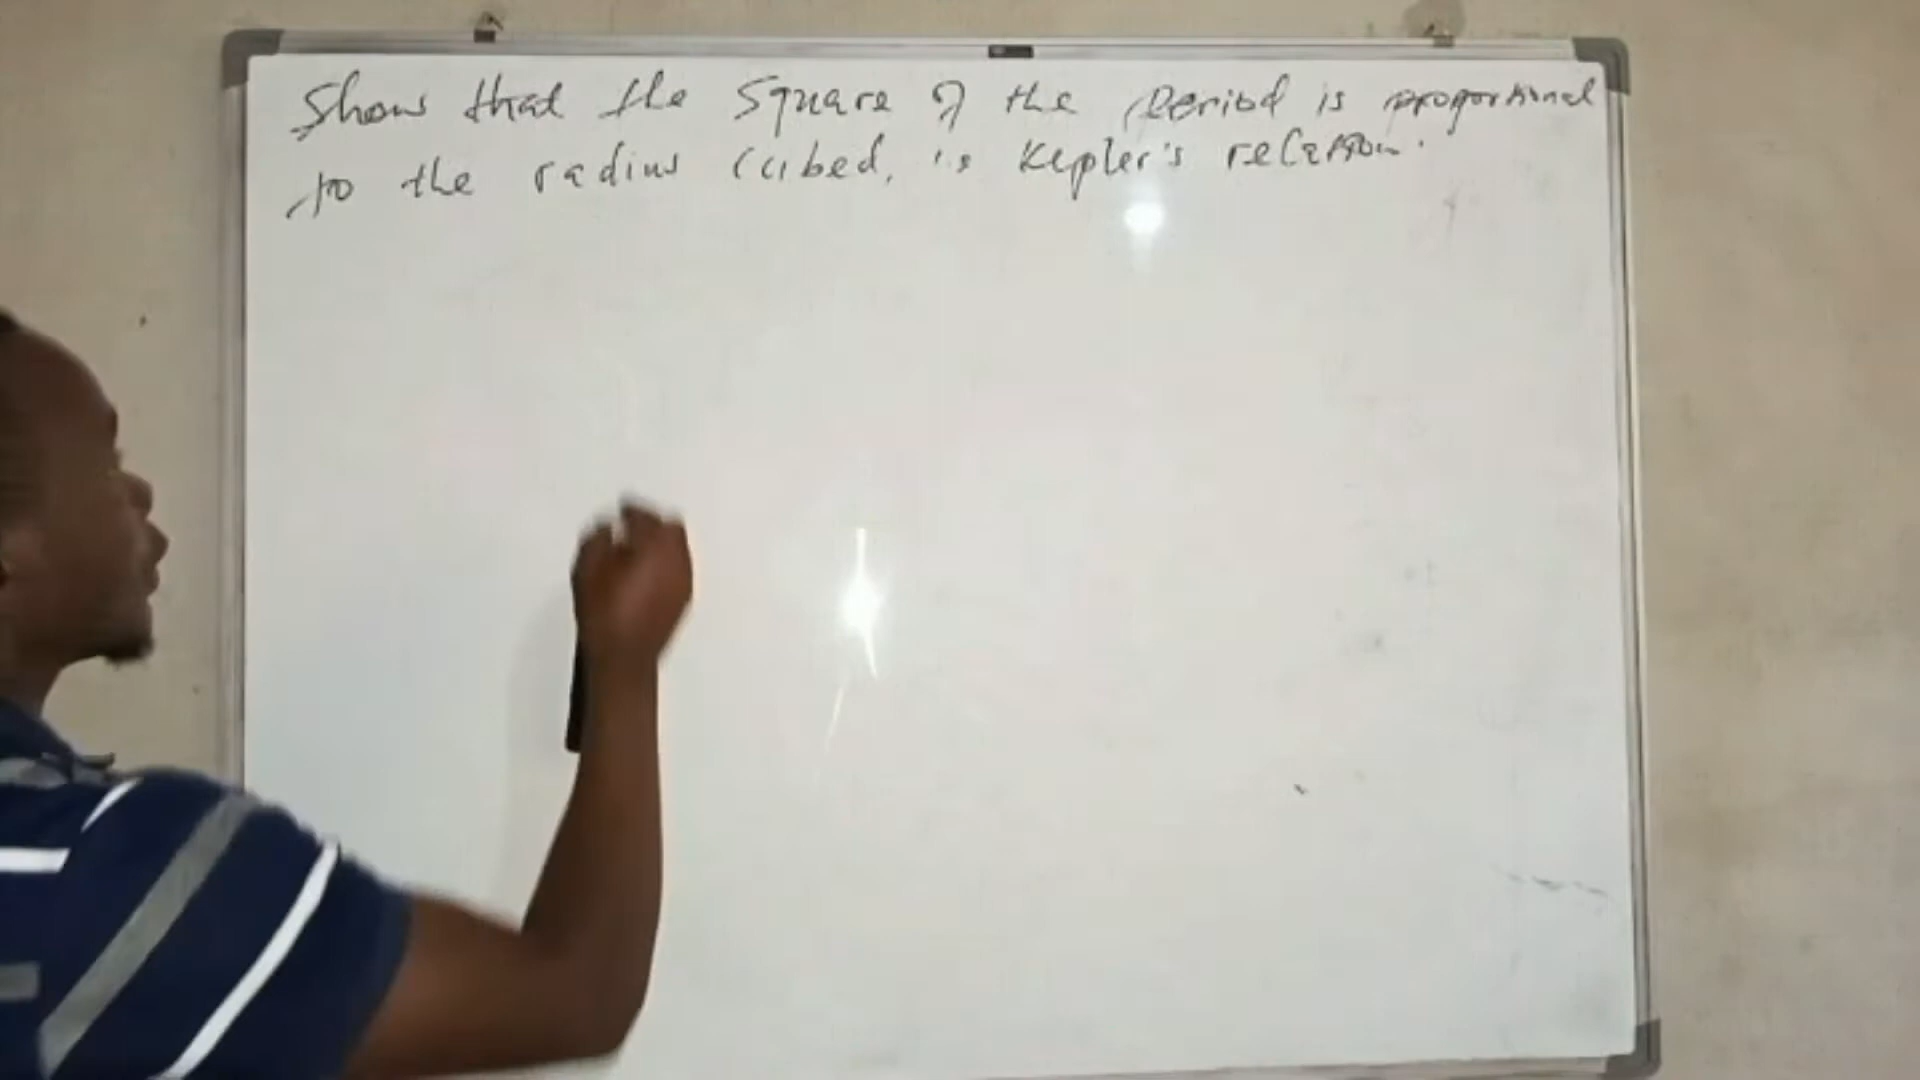 Show that the Square of the Period is proportional
to the radius Cubed, is Kepler's relation.